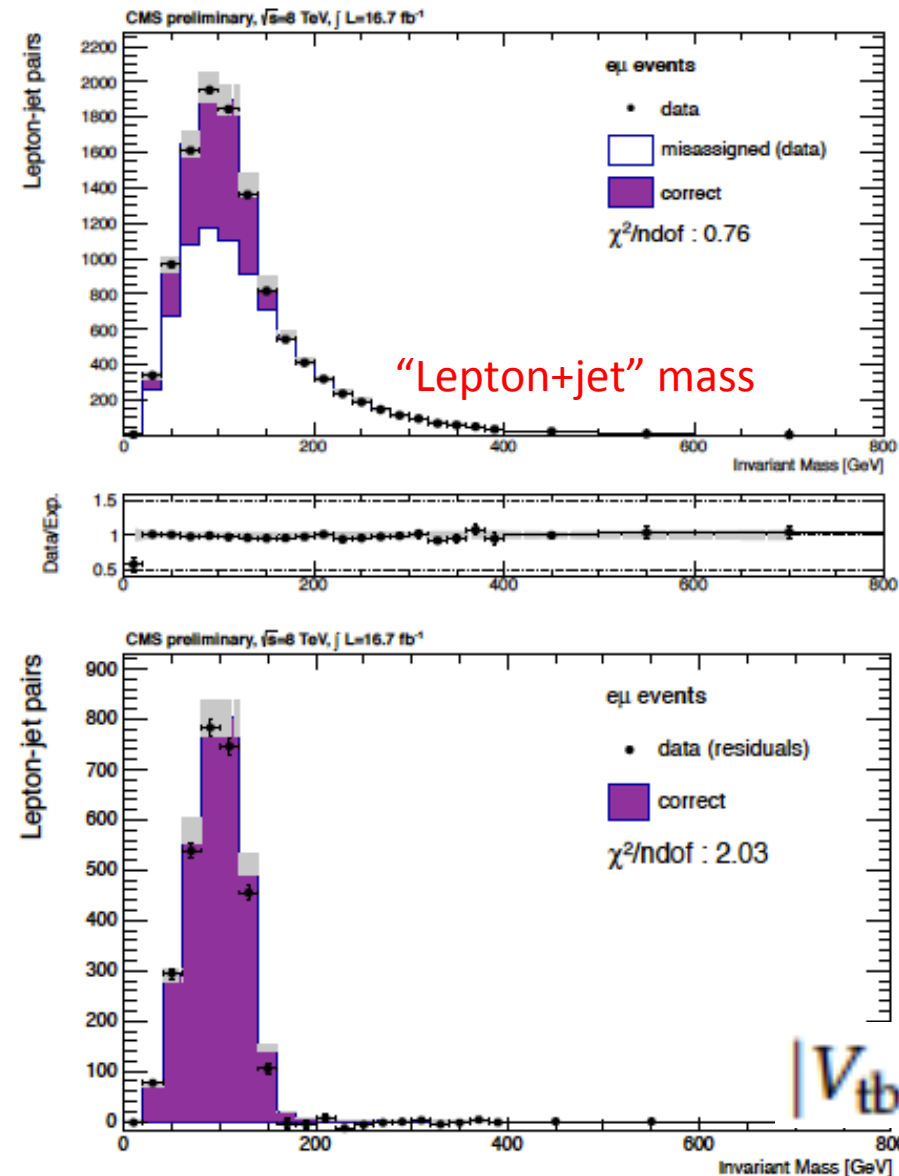 CMS preliminary, √s=8 TeV, ∫ L=16.7 fb⁻¹
Lepton-jet pairs
2200
2000
1800
1600
1400
1200
1000
800
600
400
200
eμ events
data
misassigned (data)
correct
χ²/ndof : 0.76
“Lepton+jet” mass
0 200 400 600 800
Invariant Mass [GeV]
Data/Exp.
1.5
1
0.5
0 200 400 600 800
CMS preliminary, √s=8 TeV, ∫ L=16.7 fb⁻¹
Lepton-jet pairs
900
800
700
600
500
400
300
200
100
0
eμ events
data (residuals)
correct
χ²/ndof : 2.03
|Vtb
0 200 400 600 800
Invariant Mass [GeV]